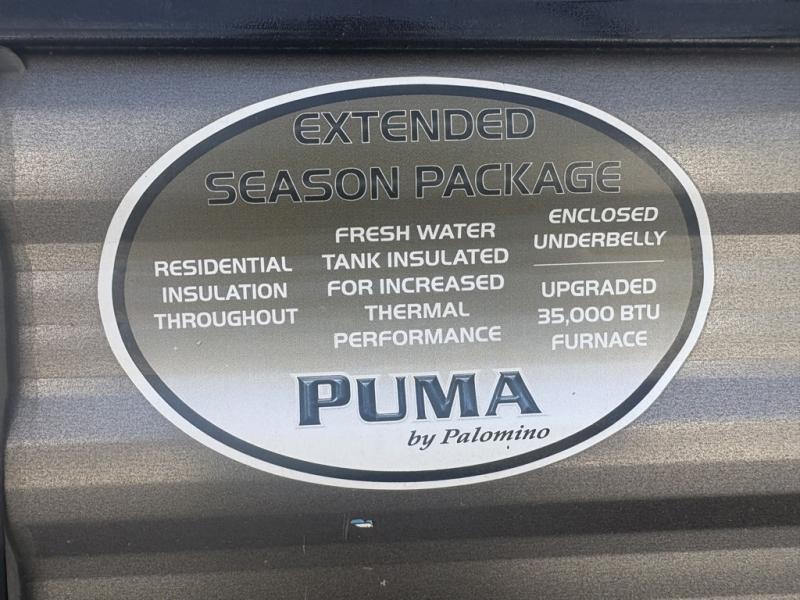 EXTENDED
SEASON PACKAGE
RESIDENTIAL
INSULATION
THROUGHOUT
FRESH WATER
TANK INSULATED
FOR INCREASED
THERMAL
PERFORMANCE
ENCLOSED
UNDERBELLY
UPGRADED
35,000 BTU
FURNACE
PUMA
by Palomino